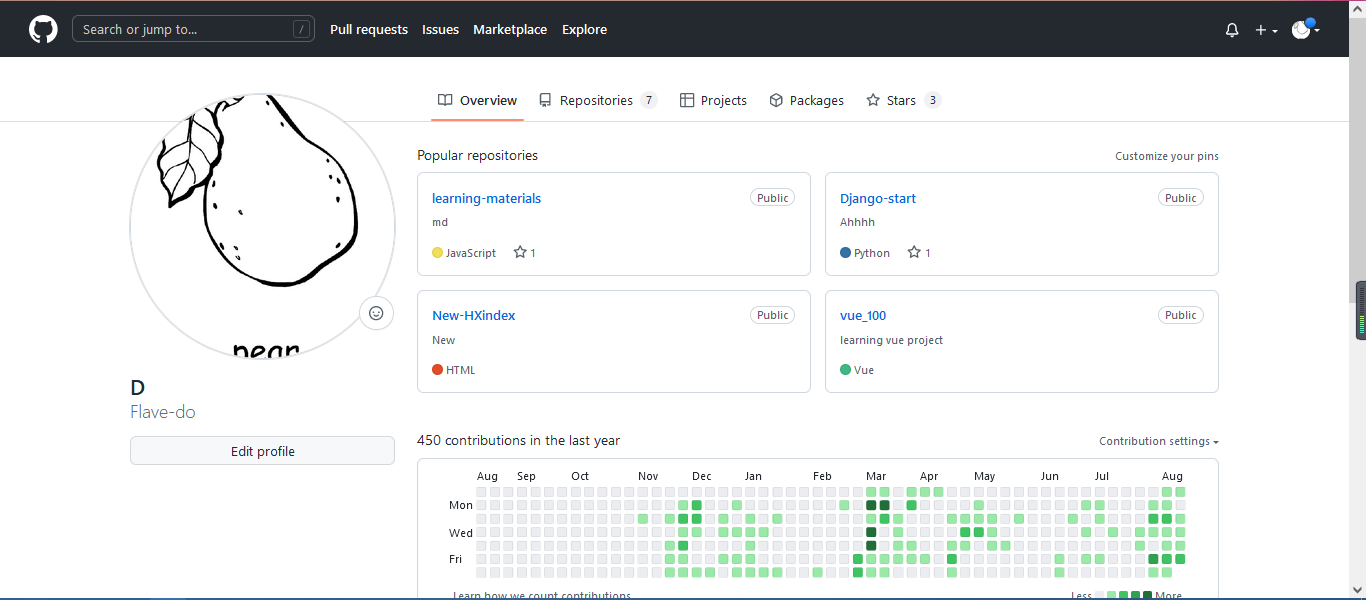 Search or jump to... / Pull requests Issues Marketplace Explore
Overview Repositories 7 Projects Packages Stars 3
pear
D
Flave-do
Edit profile
Popular repositories Customize your pins
learning-materials Public
md
JavaScript 1
Django-start Public
Ahhhh
Python 1
New-HXindex Public
New
HTML
vue_100 Public
learning vue project
Vue
450 contributions in the last year Contribution settings
Aug Sep Oct Nov Dec Jan Feb Mar Apr May Jun Jul Aug
Mon
Wed
Fri
Learn how we count contributions Less More